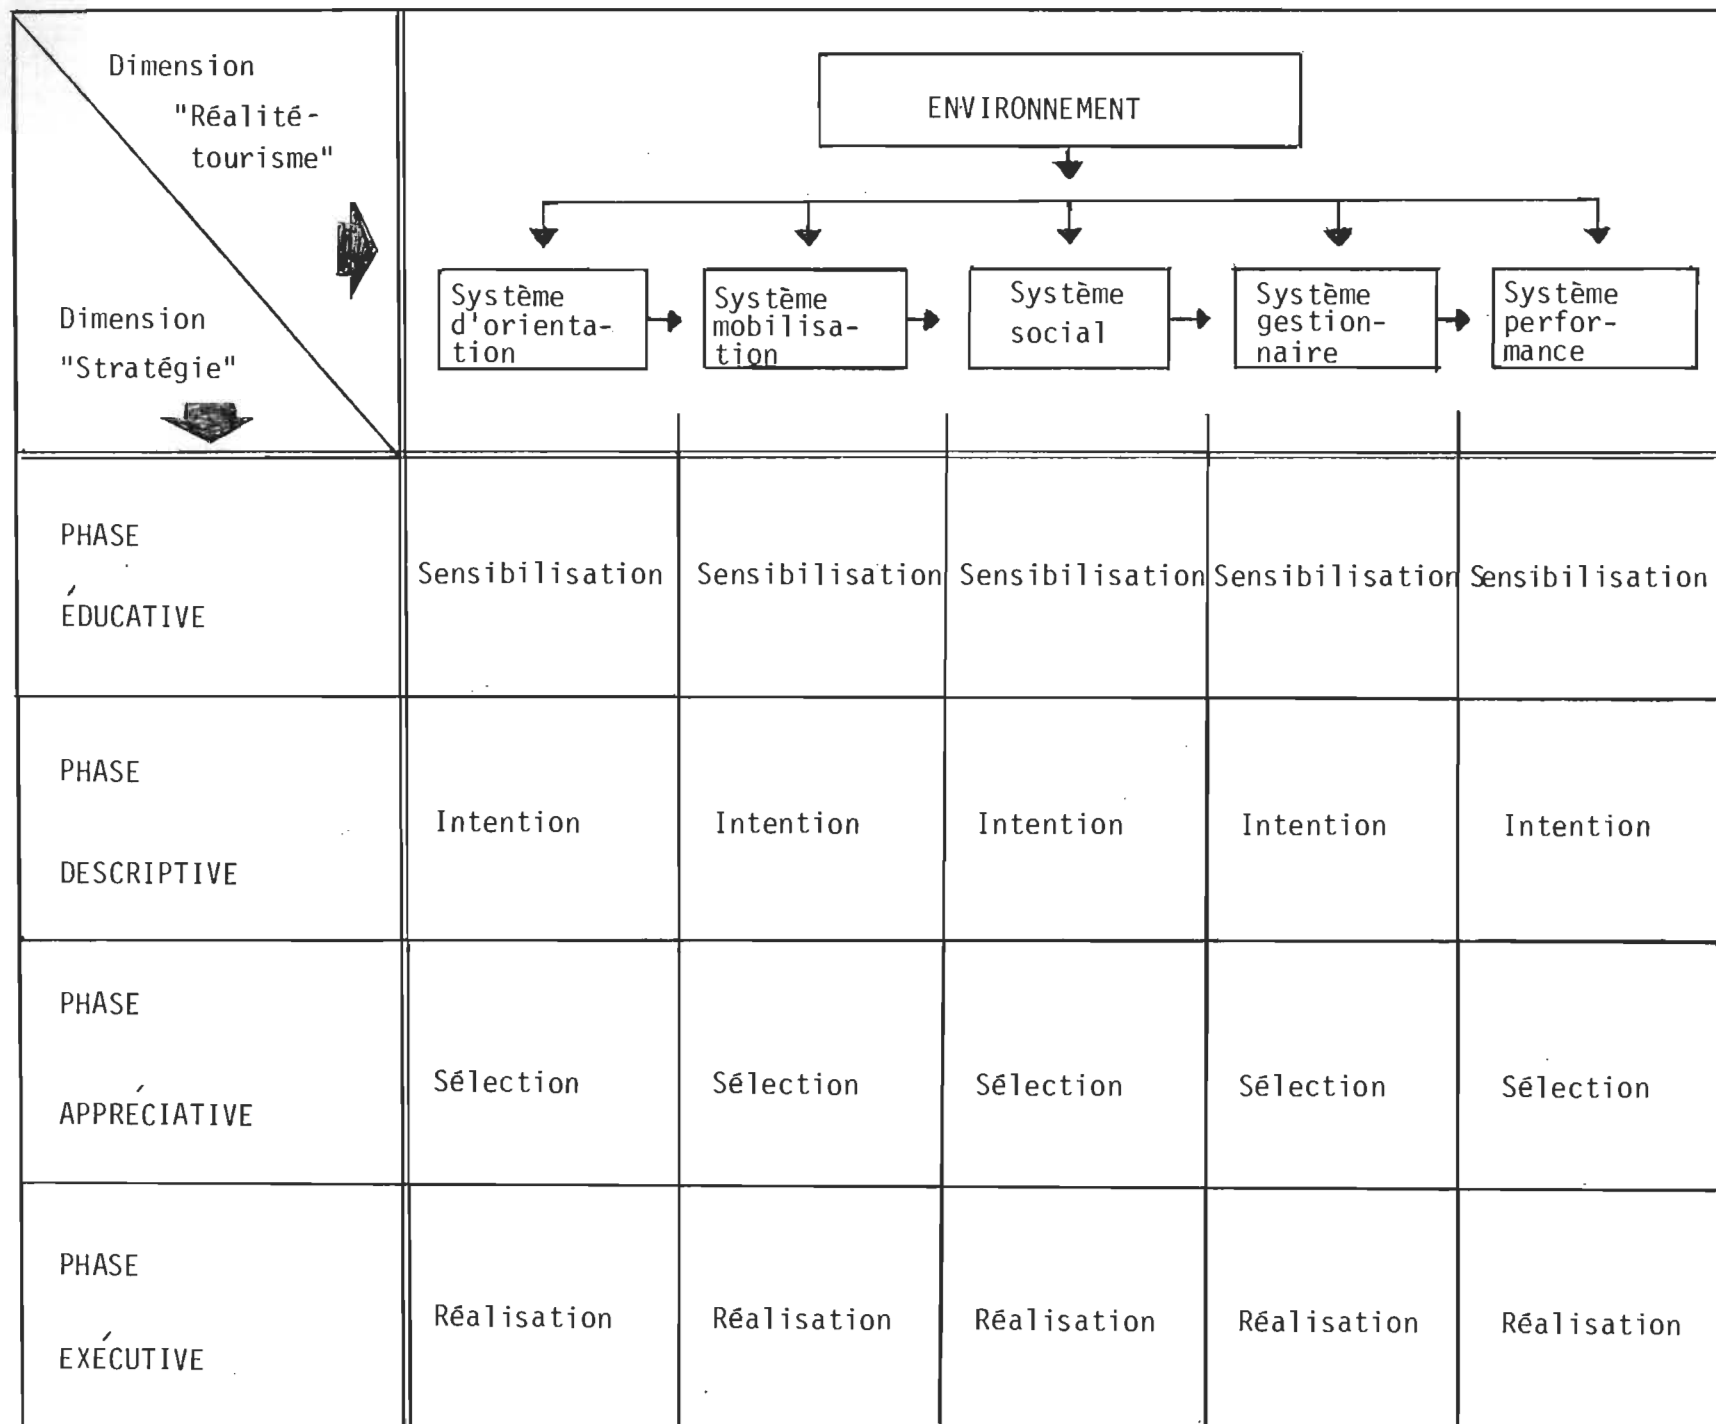 Dimension
"Réalité-
tourisme"
Dimension
"Stratégie"
ENVIRONNEMENT
Système
d'orienta-
tion
Système
mobilisa-
tion
Système
social
Système
gestion-
naire
Système
perfor-
mance
PHASE
ÉDUCATIVE
Sensibilisation Sensibilisation Sensibilisation Sensibilisation Sensibilisation
PHASE
DESCRIPTIVE
Intention Intention Intention Intention Intention
PHASE
APPRÉCIATIVE
Sélection Sélection Sélection Sélection Sélection
PHASE
EXÉCUTIVE
Réalisation Réalisation Réalisation Réalisation Réalisation